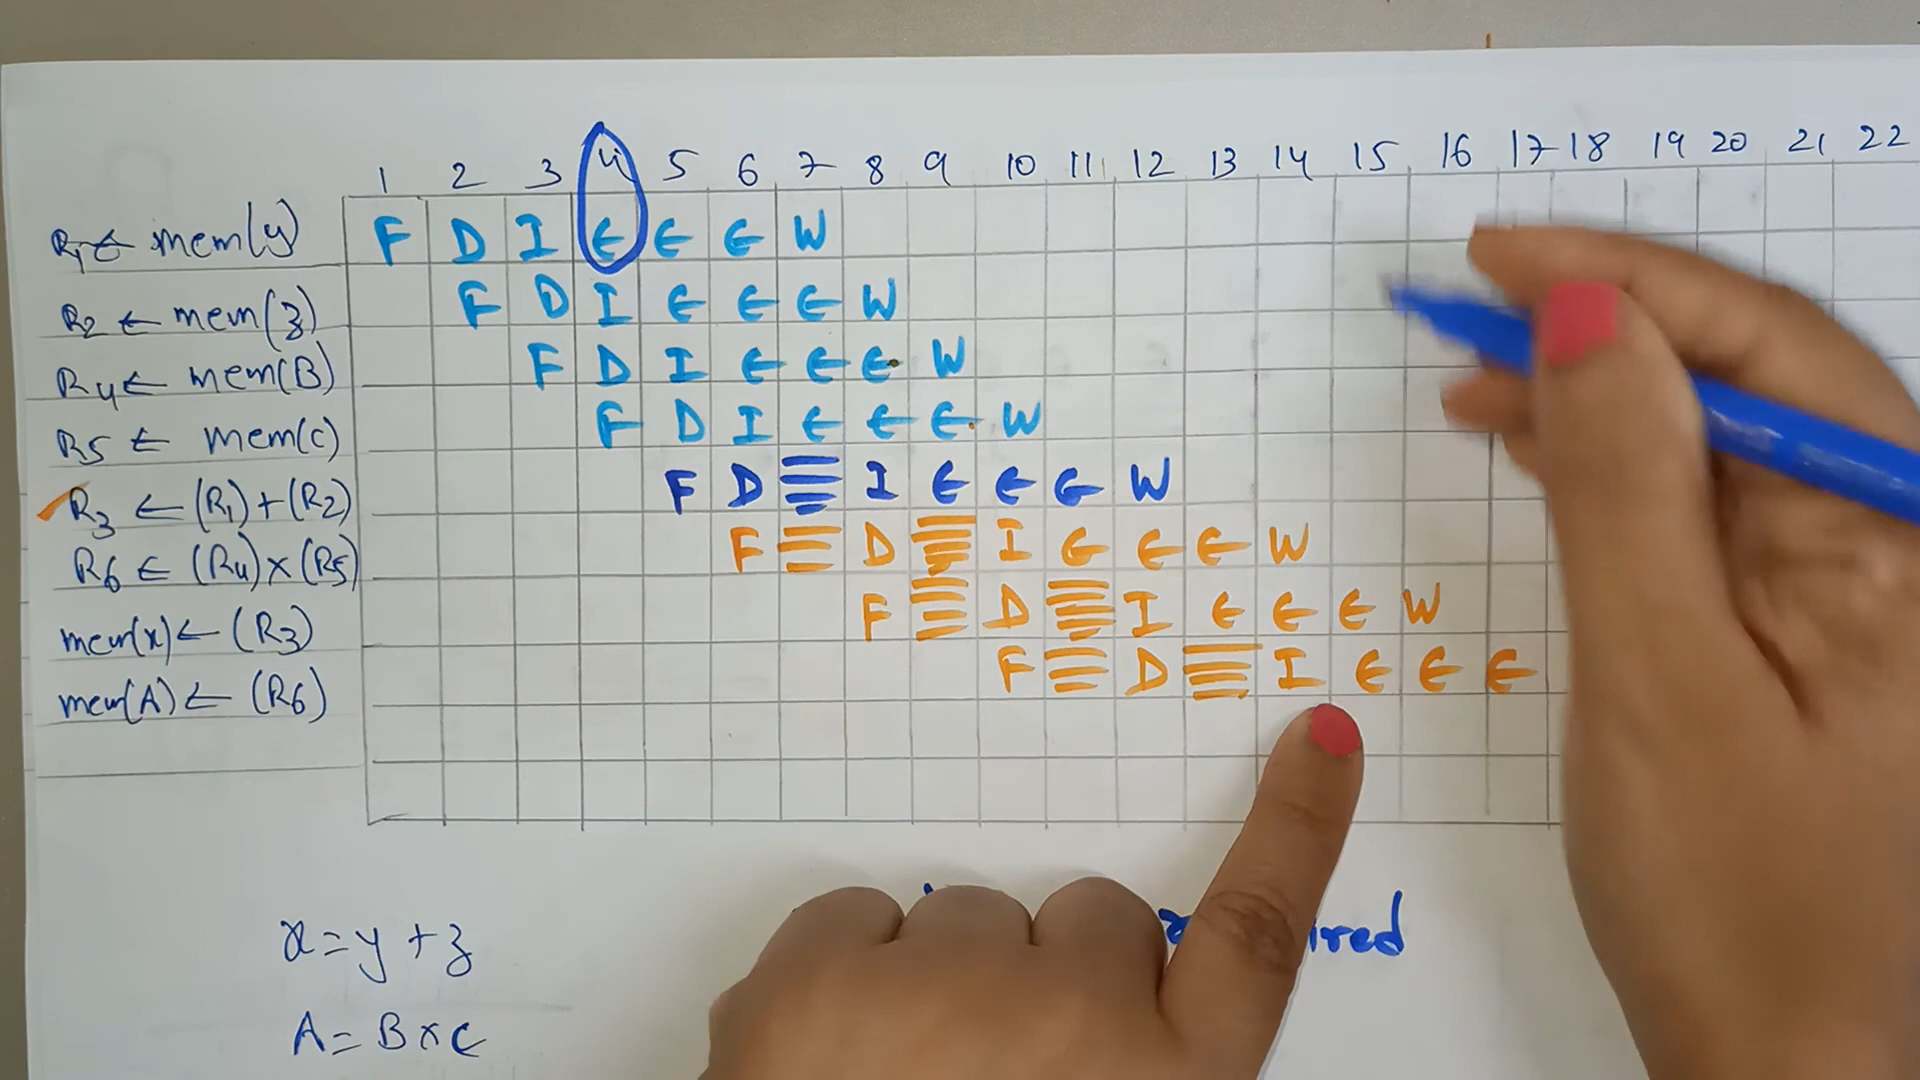 1 2 3 4 5 6 7 8 9 10 11 12 13 14 15 16 17 18 19 20 21 22
R1 ← mem(y) F D I E E E W
R2 ← mem(z) F D I E E E W
R4 ← mem(B) F D I E E E W
R5 ← mem(C) F D I E E E W
R3 ← (R1) + (R2) F D I E E E W
R6 ← (R4) × (R5) F D I E E E W
mem(x) ← (R3) F D I E E E W
mem(A) ← (R6) F D I E E E
x = y + z
A = B × C